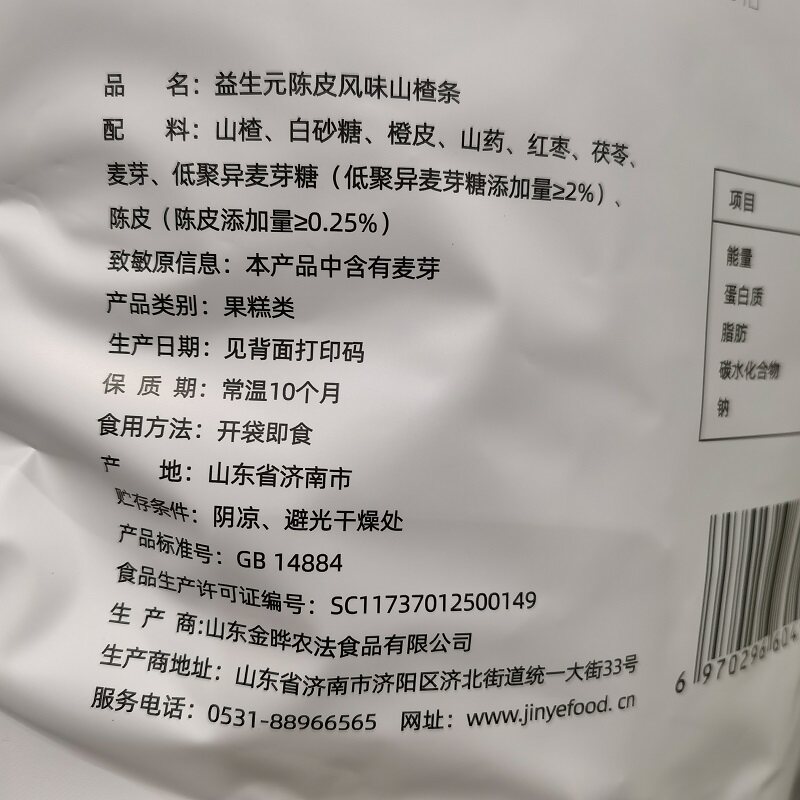 品 名：益生元陈皮风味山楂条
配 料：山楂、白砂糖、橙皮、山药、红枣、茯苓、
麦芽、低聚异麦芽糖（低聚异麦芽糖添加量≥2%）、
陈皮（陈皮添加量≥0.25%）
致敏原信息：本产品中含有麦芽
产品类别：果糕类
生产日期：见背面打印码
保 质 期：常温10个月
食用方法：开袋即食
产 地：山东省济南市
贮存条件：阴凉、避光干燥处
产品标准号：GB 14884
食品生产许可证编号：SC11737012500149
生 产 商:山东金晔农法食品有限公司
生产商地址：山东省济南市济阳区济北街道统一大街33号
服务电话：0531-88966565 网址：www.jinyefood. cn
项目
能量
蛋白质
脂肪
碳水化合物
钠
6 970296604